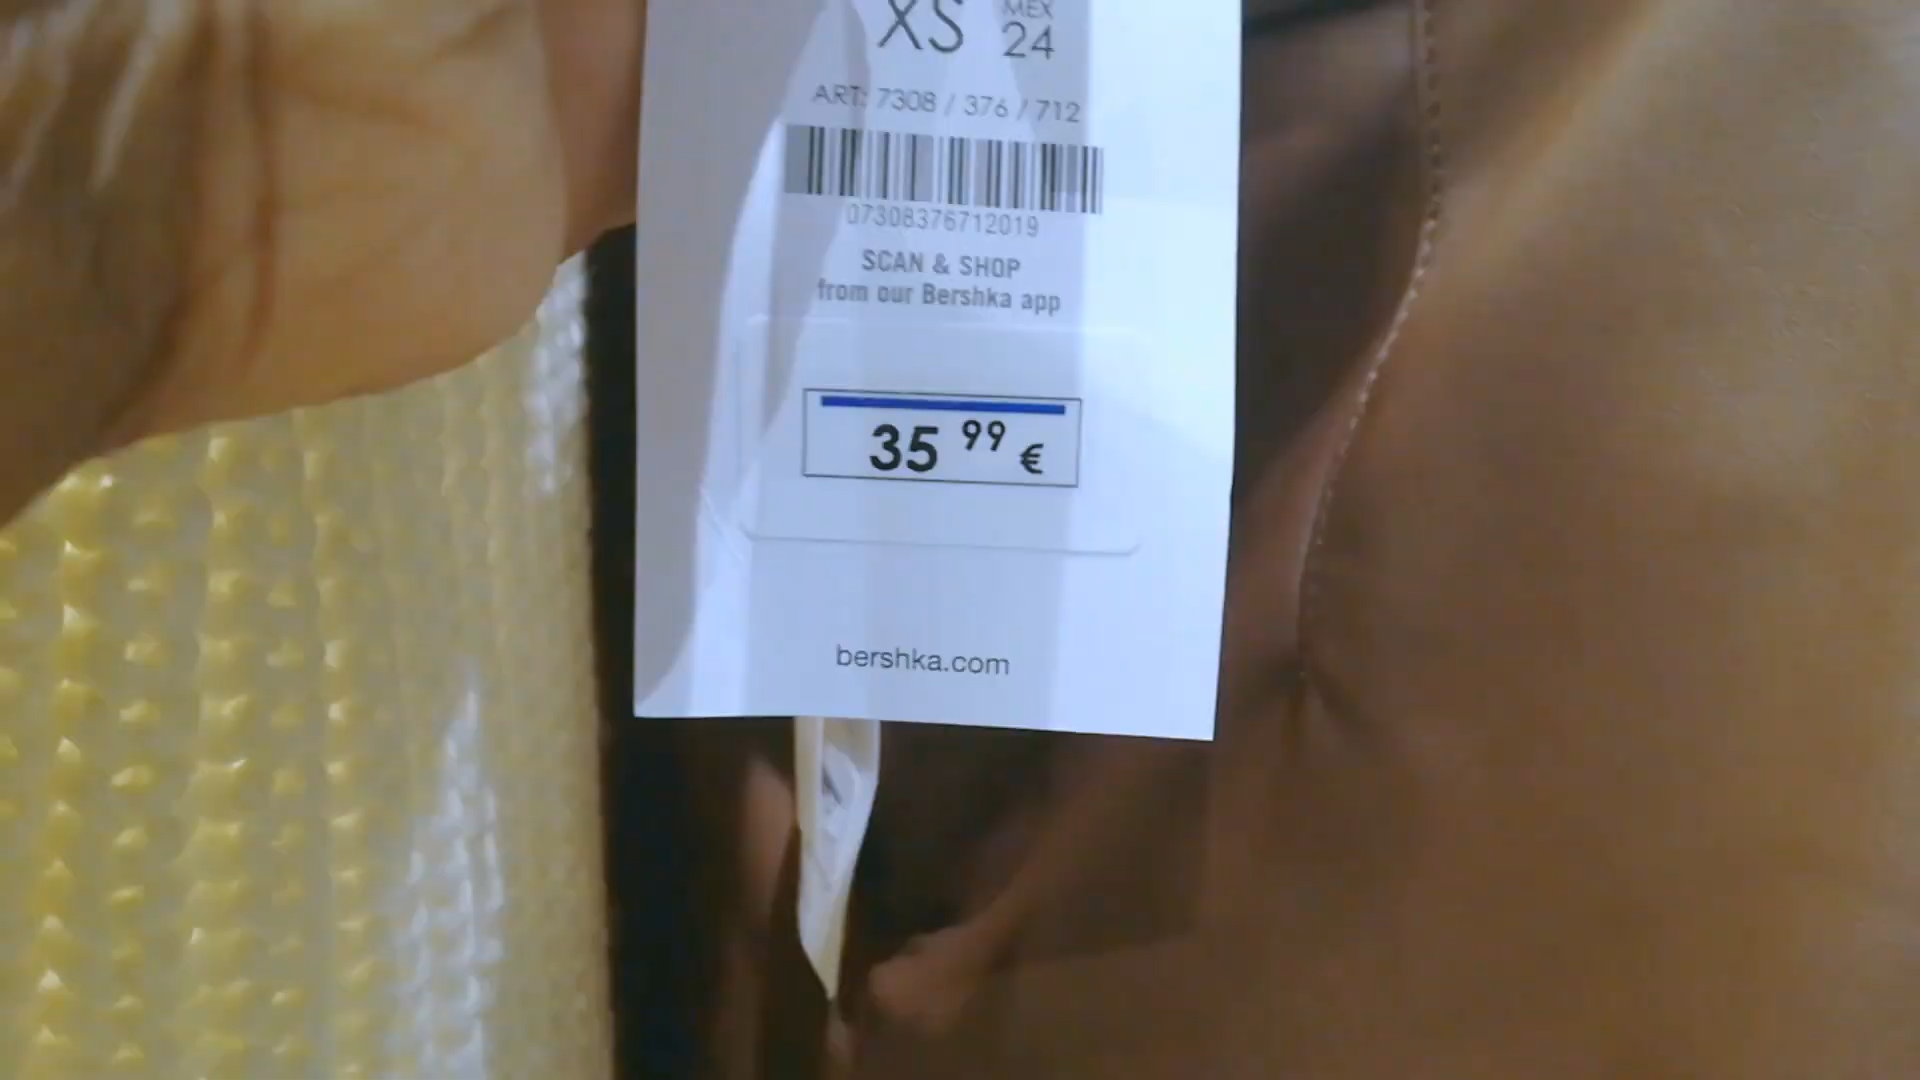 XS MEX 24
ART: 7308 / 376 / 712
07308376712019
SCAN & SHOP
from our Bershka app
35 99 €
bershka.com